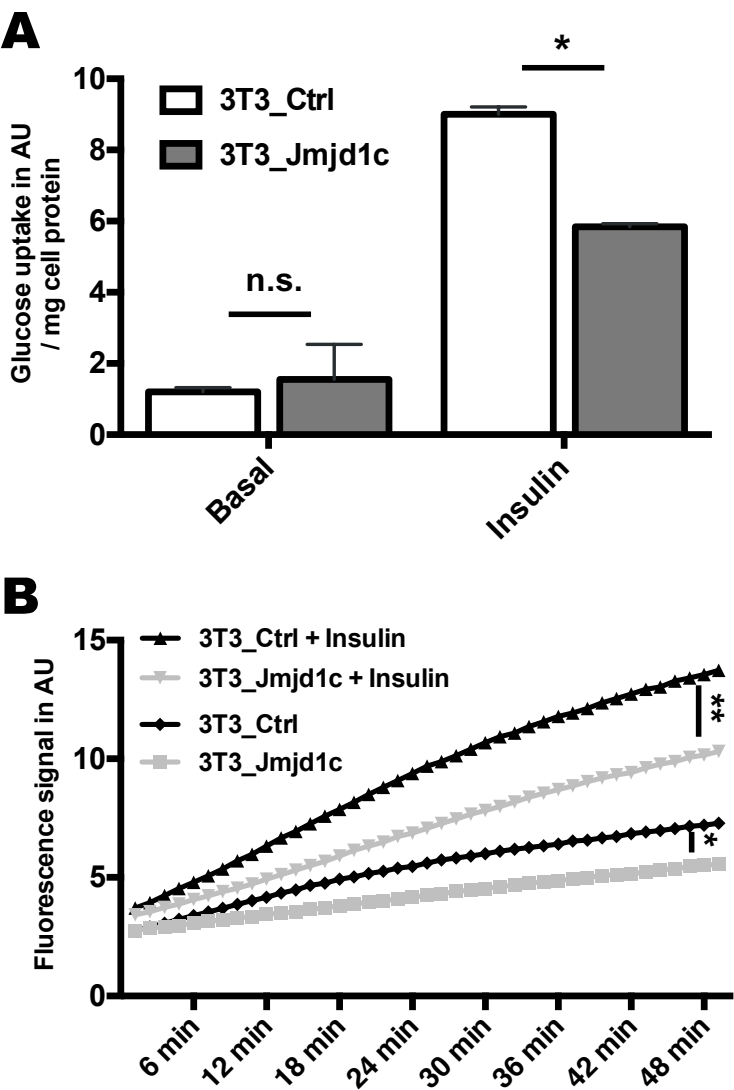 A
*
10
3T3_Ctrl
8
3T3_Jmjd1c
Glucose uptake in AU
/ mg cell protein
6
n.s.
4
2
0
Basal
Insulin
B
15
3T3_Ctrl + Insulin
3T3_Jmjd1c + Insulin
3T3_Ctrl
3T3_Jmjd1c
Fluorescence signal in AU
**
10
*
5
0
6 min
12 min
18 min
24 min
30 min
36 min
42 min
48 min